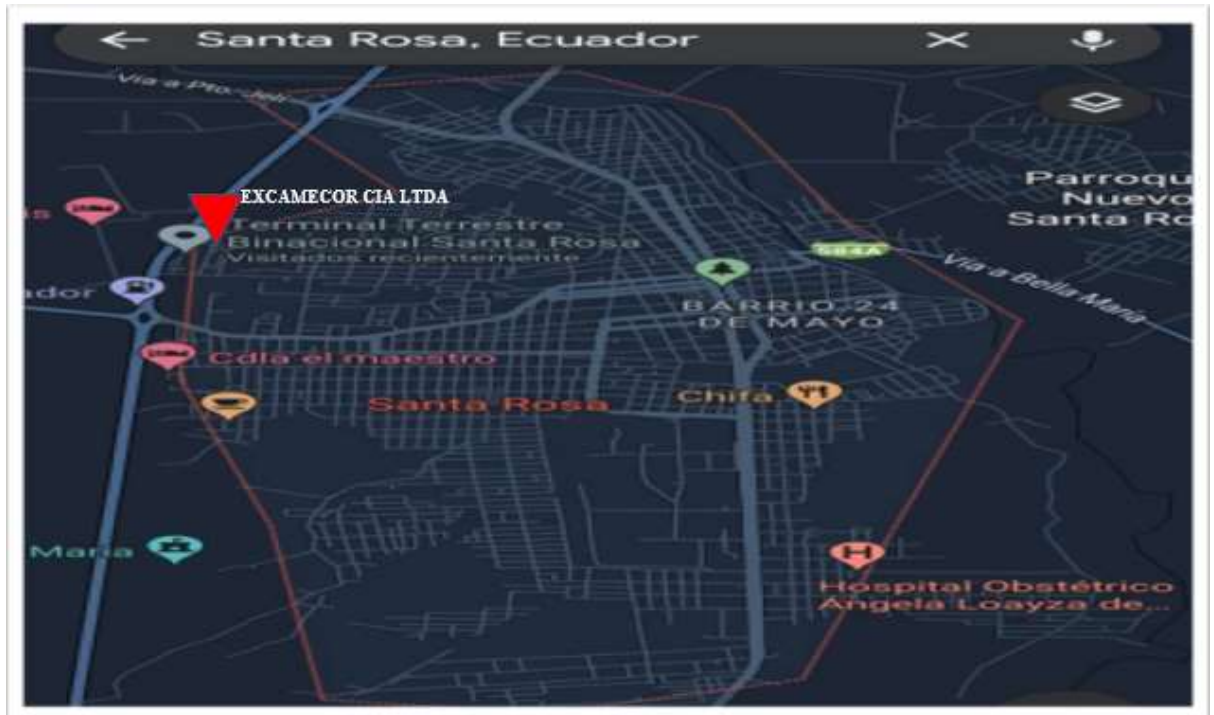 Santa Rosa, Ecuador
Vía a Pto. Jelí
EXCAMECOR CIA LTDA
Terminal Terrestre
Binacional Santa Rosa
Visitados recientemente
Parroqu
Nuevo
Santa Ro
s
584A
Vía a Bella María
ador
BARRIO 24
DE MAYO
Cdla el maestro
Santa Rosa
Chifa
Maria
H
Hospital Obstétrico
Angela Loayza de...